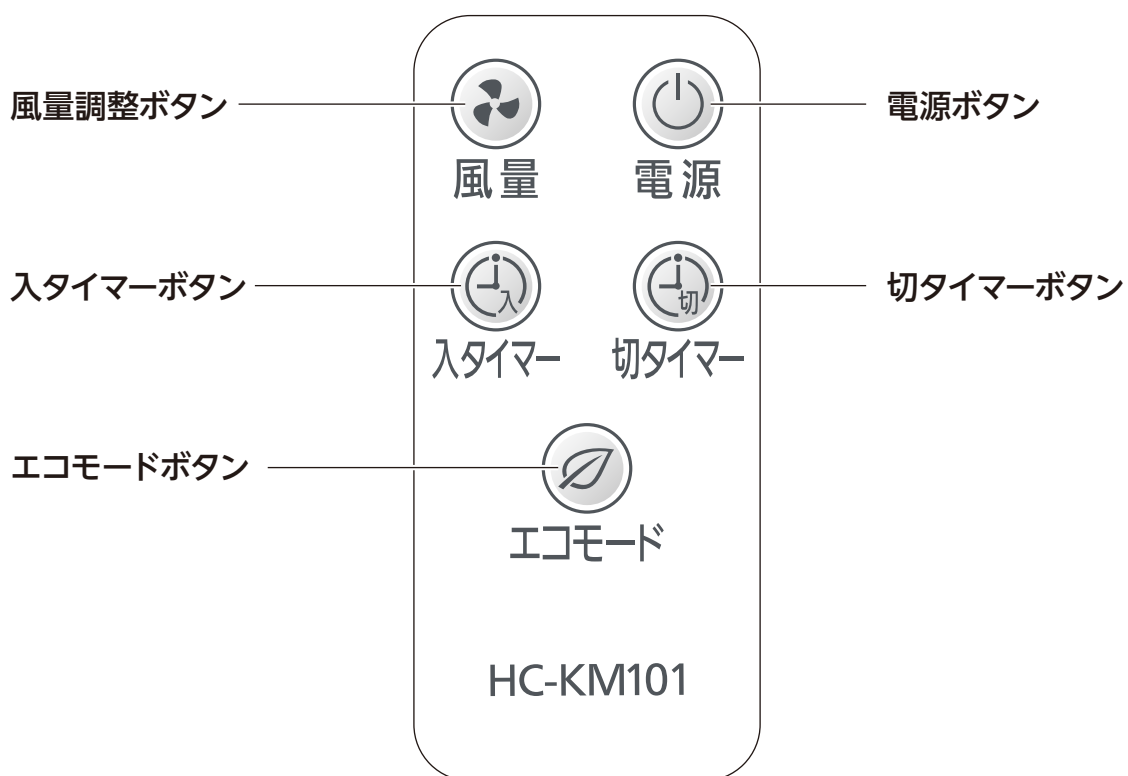 風量調整ボタン
電源ボタン
風量
電源
入タイマーボタン
切タイマーボタン
入
切
入タイマー
切タイマー
エコモードボタン
エコモード
HC-KM101